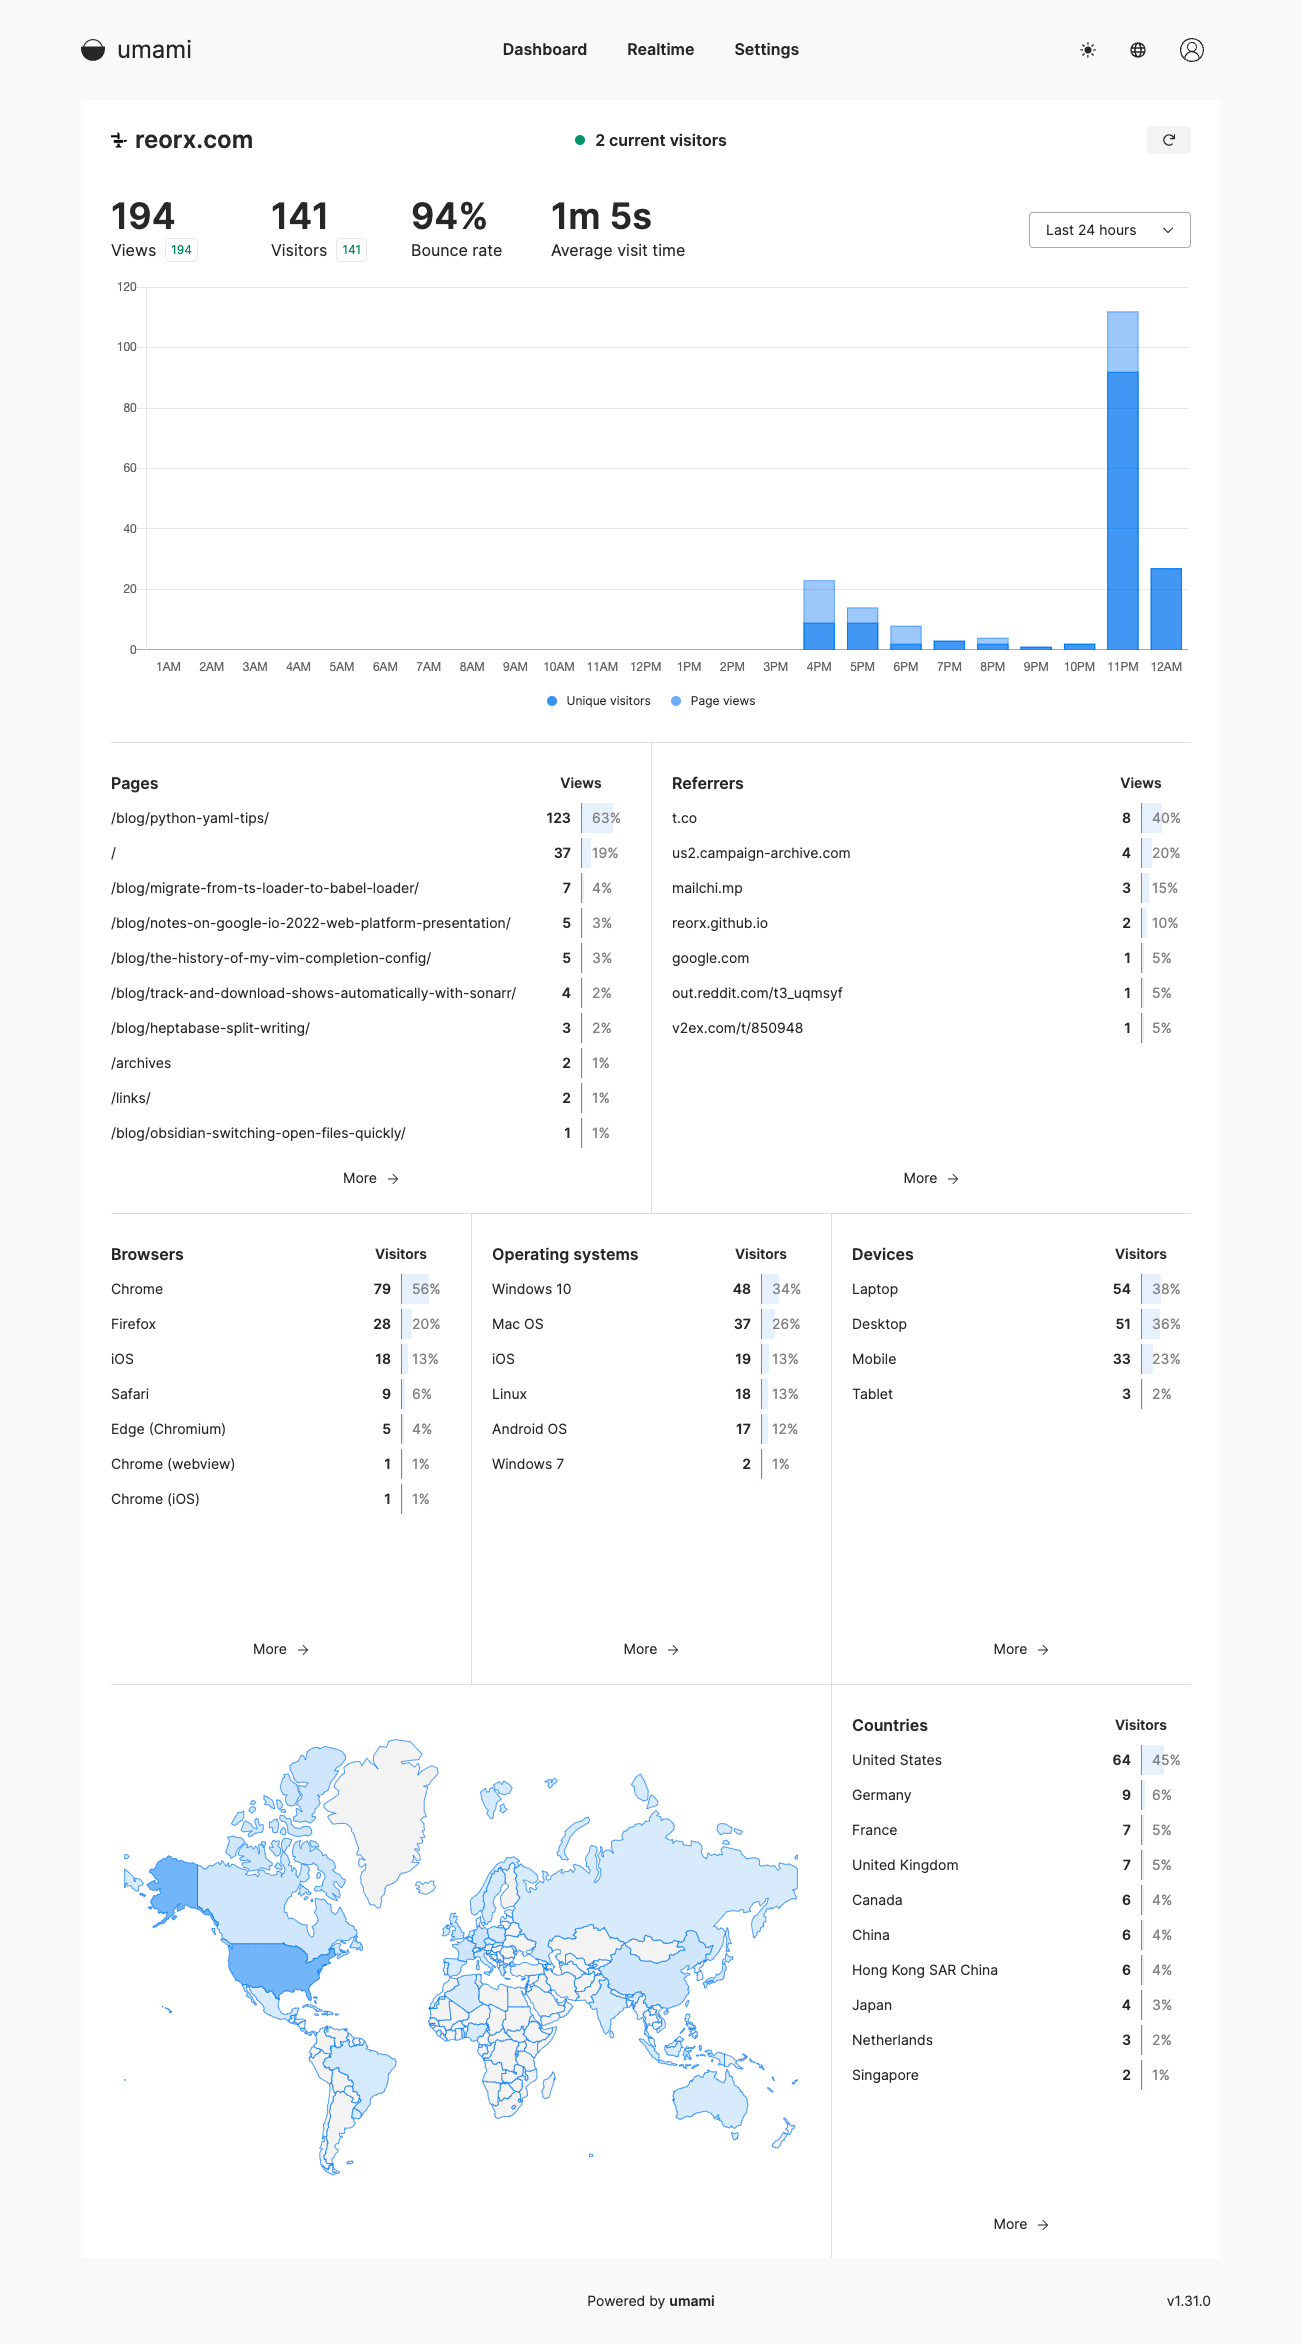 umami
Dashboard Realtime Settings
reorx.com
2 current visitors
194 141 94% 1m 5s
Views 194 Visitors 141 Bounce rate Average visit time
Last 24 hours
120
100
80
60
40
20
0
1AM 2AM 3AM 4AM 5AM 6AM 7AM 8AM 9AM 10AM 11AM 12PM 1PM 2PM 3PM 4PM 5PM 6PM 7PM 8PM 9PM 10PM 11PM 12AM
Unique visitors Page views
Pages Views
/blog/python-yaml-tips/ 123 63%
/ 37 19%
/blog/migrate-from-ts-loader-to-babel-loader/ 7 4%
/blog/notes-on-google-io-2022-web-platform-presentation/ 5 3%
/blog/the-history-of-my-vim-completion-config/ 5 3%
/blog/track-and-download-shows-automatically-with-sonarr/ 4 2%
/blog/heptabase-split-writing/ 3 2%
/archives 2 1%
/links/ 2 1%
/blog/obsidian-switching-open-files-quickly/ 1 1%
More
Referrers Views
t.co 8 40%
us2.campaign-archive.com 4 20%
mailchi.mp 3 15%
reorx.github.io 2 10%
google.com 1 5%
out.reddit.com/t3_uqmsyf 1 5%
v2ex.com/t/850948 1 5%
More
Browsers Visitors
Chrome 79 56%
Firefox 28 20%
iOS 18 13%
Safari 9 6%
Edge (Chromium) 5 4%
Chrome (webview) 1 1%
Chrome (iOS) 1 1%
More
Operating systems Visitors
Windows 10 48 34%
Mac OS 37 26%
iOS 19 13%
Linux 18 13%
Android OS 17 12%
Windows 7 2 1%
More
Devices Visitors
Laptop 54 38%
Desktop 51 36%
Mobile 33 23%
Tablet 3 2%
More
Countries Visitors
United States 64 45%
Germany 9 6%
France 7 5%
United Kingdom 7 5%
Canada 6 4%
China 6 4%
Hong Kong SAR China 6 4%
Japan 4 3%
Netherlands 3 2%
Singapore 2 1%
More
Powered by umami
v1.31.0